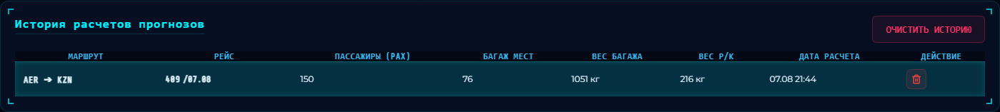 История расчетов прогнозов
ОЧИСТИТЬ ИСТОРИЮ
МАРШРУТ РЕЙС ПАССАЖИРЫ (PAX) БАГАЖ МЕСТ ВЕС БАГАЖА ВЕС Р/К ДАТА РАСЧЕТА ДЕЙСТВИЕ
AER ➔ KZN 409 /07.08 150 76 1051 кг 216 кг 07.08 21:44